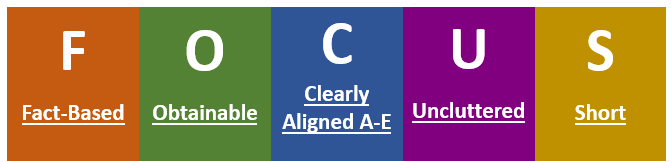 F O C U S
Fact-Based Obtainable Clearly Aligned A-E Uncluttered Short